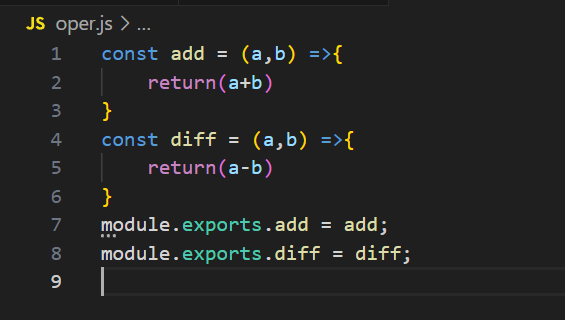 JS oper.js > ...
1 const add = (a,b) =>{
2     return(a+b)
3 }
4 const diff = (a,b) =>{
5     return(a-b)
6 }
7 module.exports.add = add;
8 module.exports.diff = diff;
9